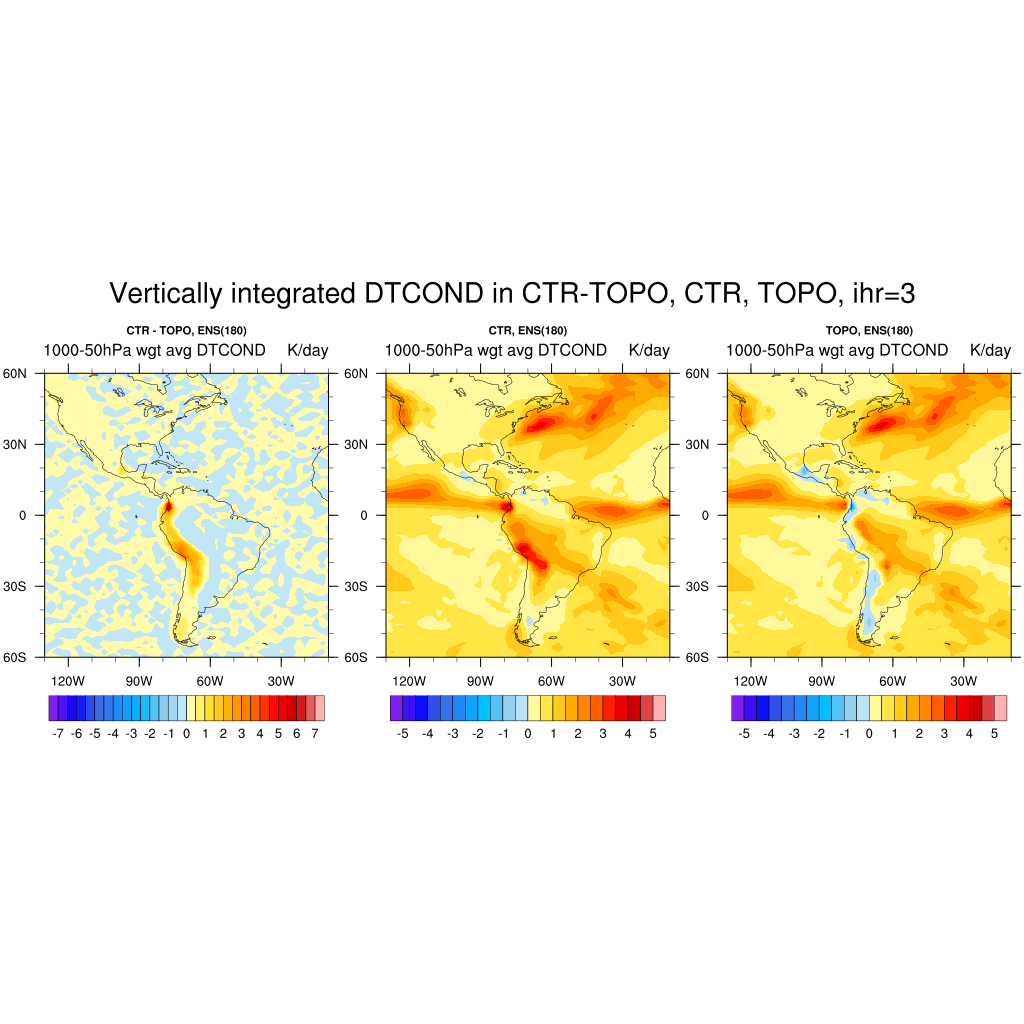 Vertically integrated DTCOND in CTR-TOPO, CTR, TOPO, ihr=3
CTR - TOPO, ENS(180)
1000-50hPa wgt avg DTCOND K/day
60N
30N
0
30S
60S
120W 90W 60W 30W
-7 -6 -5 -4 -3 -2 -1 0 1 2 3 4 5 6 7
CTR, ENS(180)
1000-50hPa wgt avg DTCOND K/day
60N
30N
0
30S
60S
120W 90W 60W 30W
-5 -4 -3 -2 -1 0 1 2 3 4 5
TOPO, ENS(180)
1000-50hPa wgt avg DTCOND K/day
60N
30N
0
30S
60S
120W 90W 60W 30W
-5 -4 -3 -2 -1 0 1 2 3 4 5